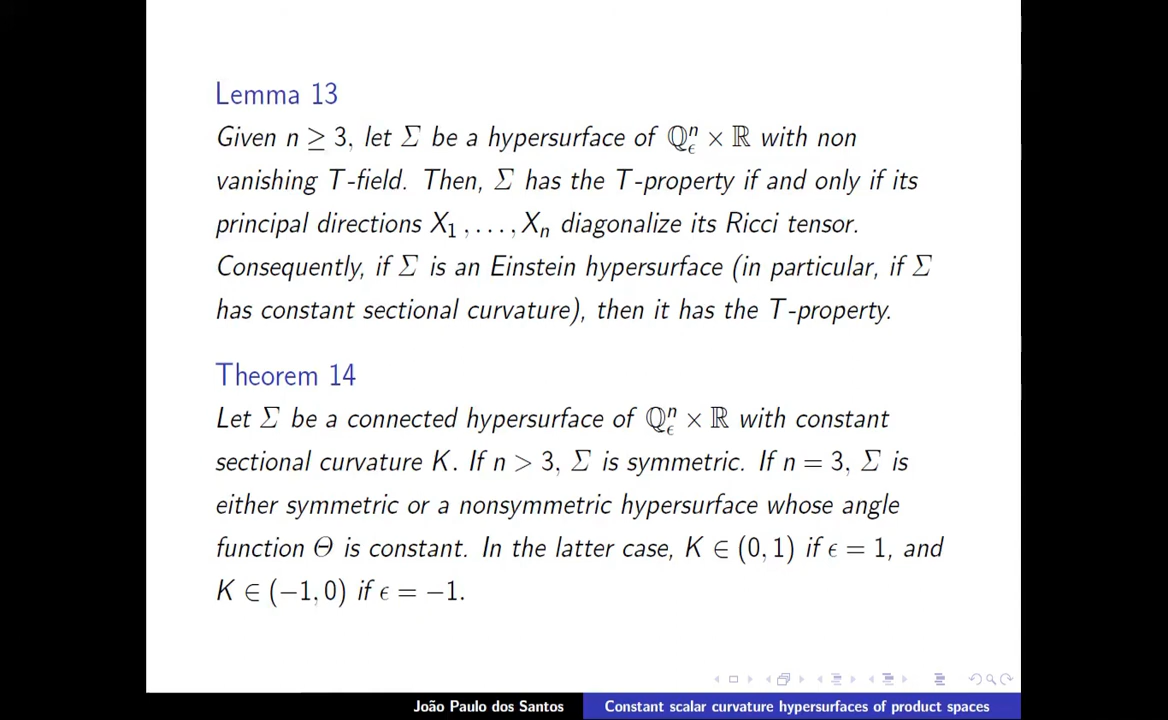 Lemma 13
Given n ≥ 3, let Σ be a hypersurface of ℚⁿ_ϵ × ℝ with non
vanishing T-field. Then, Σ has the T-property if and only if its
principal directions X₁, . . . , Xₙ diagonalize its Ricci tensor.
Consequently, if Σ is an Einstein hypersurface (in particular, if Σ
has constant sectional curvature), then it has the T-property.
Theorem 14
Let Σ be a connected hypersurface of ℚⁿ_ϵ × ℝ with constant
sectional curvature K. If n > 3, Σ is symmetric. If n = 3, Σ is
either symmetric or a nonsymmetric hypersurface whose angle
function Θ is constant. In the latter case, K ∈ (0, 1) if ϵ = 1, and
K ∈ (−1, 0) if ϵ = −1.
João Paulo dos Santos
Constant scalar curvature hypersurfaces of product spaces